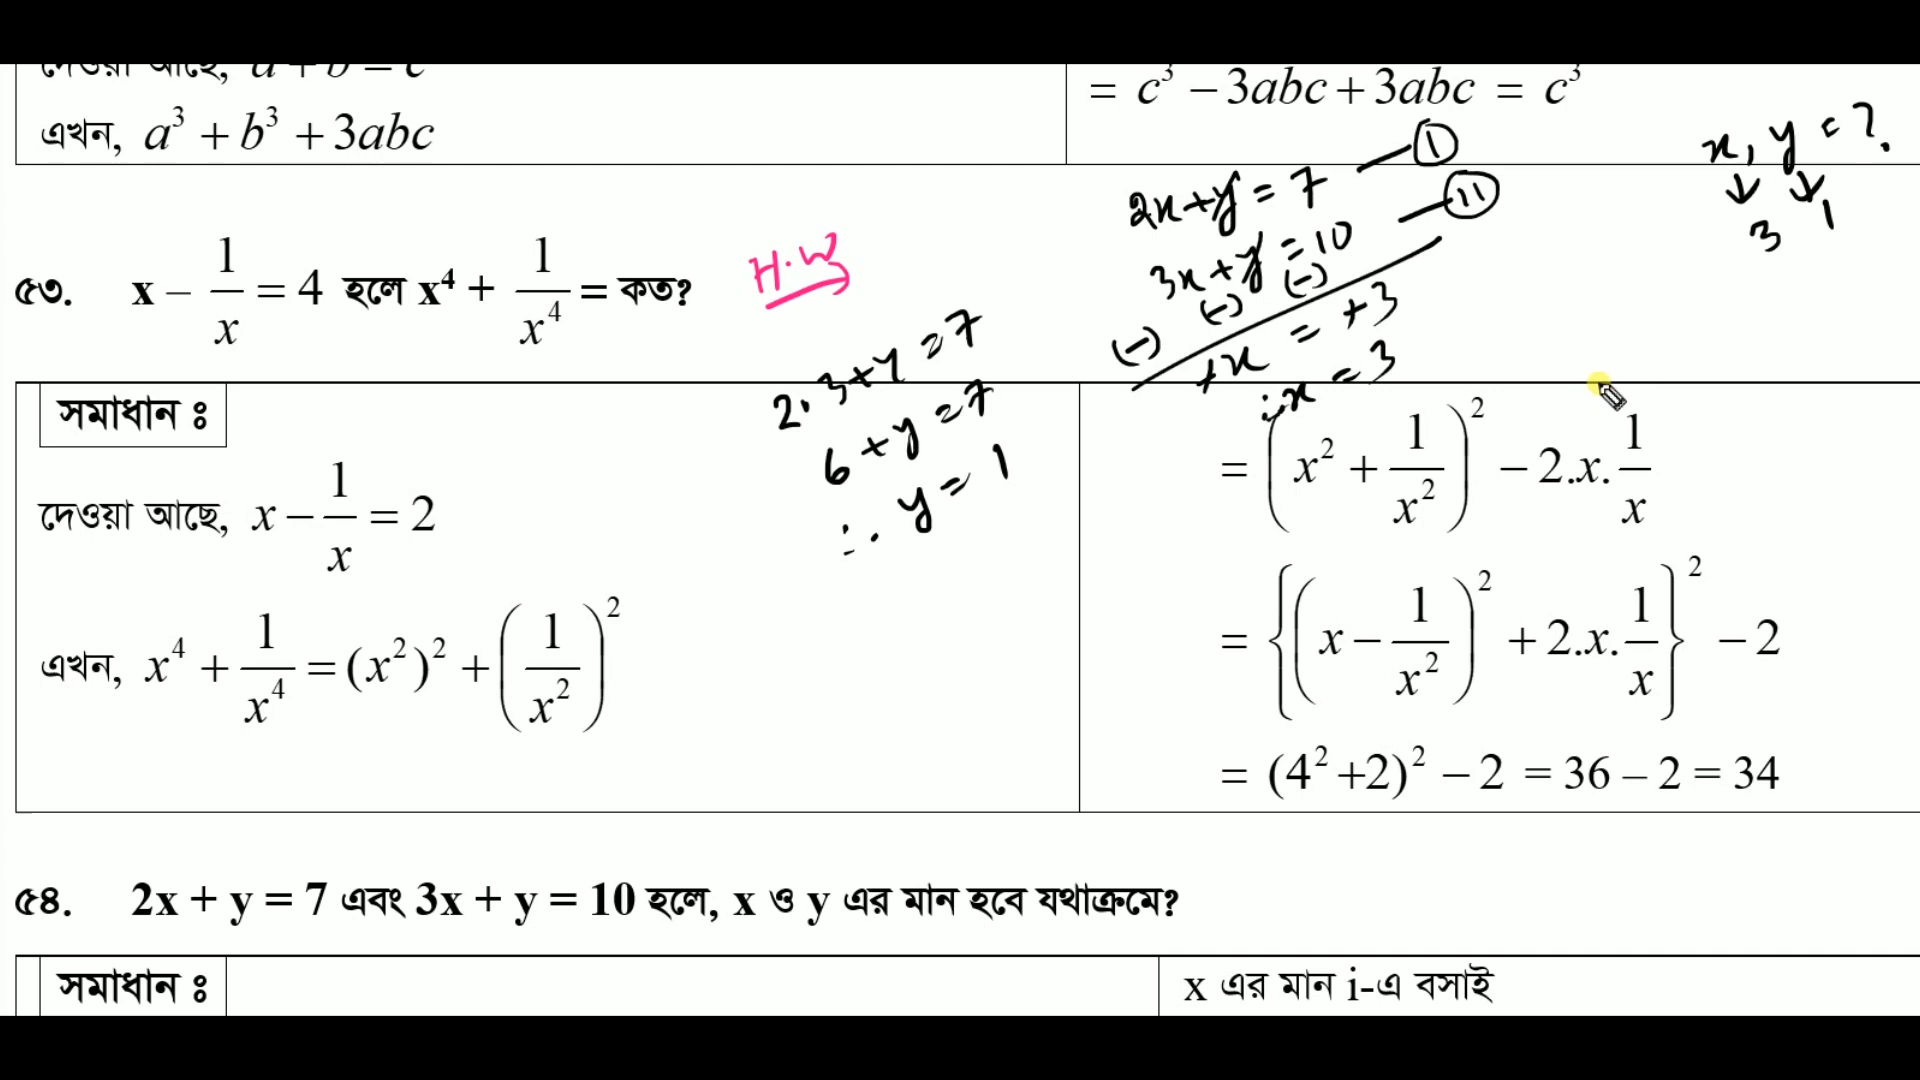 দেওয়া আছে, a + b = c
এখন, a³ + b³ + 3abc
= c³ − 3abc + 3abc = c³
2x+y = 7 — (i)
3x+y = 10 — (ii)
(−) (−) (−)
+x = +3
∴ x = 3
x, y = ?
↓ ↓
3 1
৫৩. x – 1/x = 4 হলে x⁴ + 1/x⁴ = কত?
H.W
2.3+y = 7
6+y = 7
∴ y = 1
সমাধান ঃ
দেওয়া আছে, x − 1/x = 2
এখন, x⁴ + 1/x⁴ = (x²)² + (1/x²)²
= (x² + 1/x²)² − 2.x.1/x
= {(x − 1/x²)² + 2.x.1/x}² − 2
= (4² +2)² − 2 = 36 – 2 = 34
৫৪. 2x + y = 7 এবং 3x + y = 10 হলে, x ও y এর মান হবে যথাক্রমে?
সমাধান ঃ
x এর মান i-এ বসাই